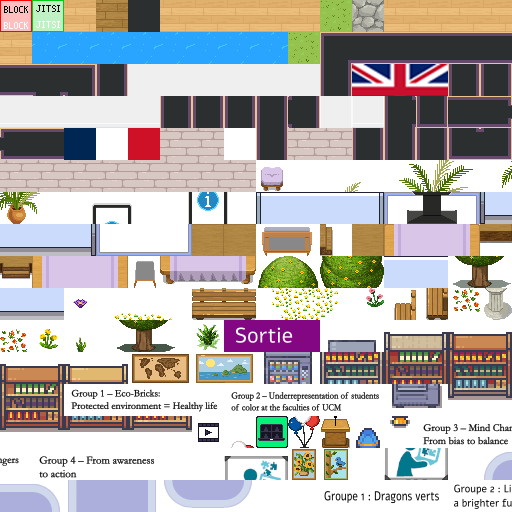 BLOCK JITSI
BLOCK JITSI
1
Sortie
Group 1 – Eco-Bricks:
Protected environment = Healthy life
Group 2 – Underrepresentation of students
of color at the faculties of UCM
Group 3 – Mind Chan
From bias to balance
ngers
Group 4 – From awareness
to action
Groupe 1 : Dragons verts
Groupe 2 : Li
a brighter fu